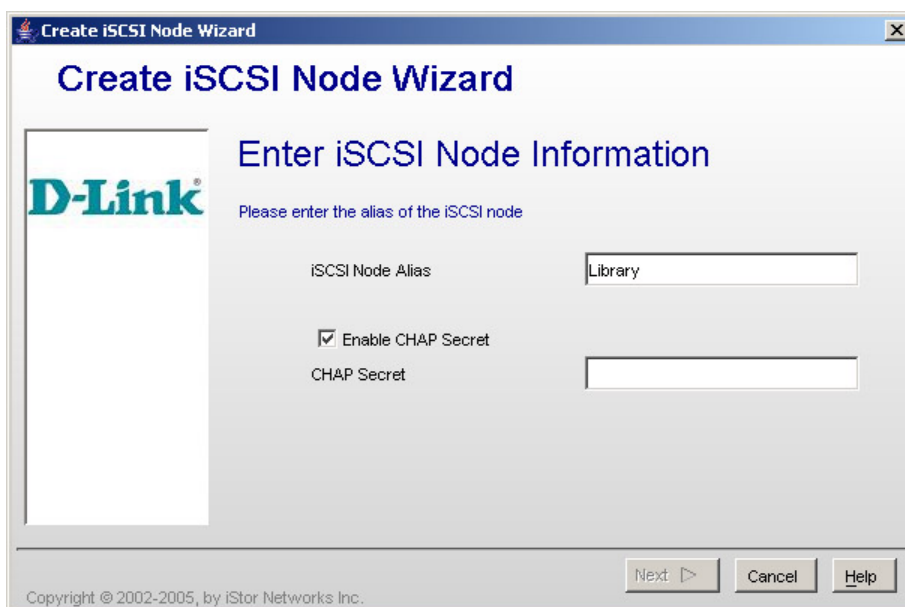 Create iSCSI Node Wizard
Create iSCSI Node Wizard
D-Link®
Enter iSCSI Node Information
Please enter the alias of the iSCSI node
iSCSI Node Alias
Library
Enable CHAP Secret
CHAP Secret
Next
Cancel
Help
Copyright © 2002-2005, by iStor Networks Inc.